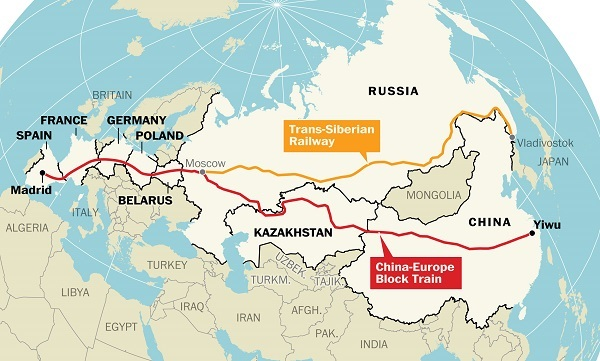 RUSSIA
BRITAIN
FRANCE
GERMANY
SPAIN
POLAND
Trans-Siberian
Railway
Moscow
Vladivostok
JAPAN
Madrid
MONGOLIA
BELARUS
ITALY
CHINA
Yiwu
ALGERIA
KAZAKHSTAN
UZBEK.
China-Europe
Block Train
TURKEY
TURKM.
TAJIK.
LIBYA
IRAQ
IRAN
AFGH.
EGYPT
PAK.
INDIA